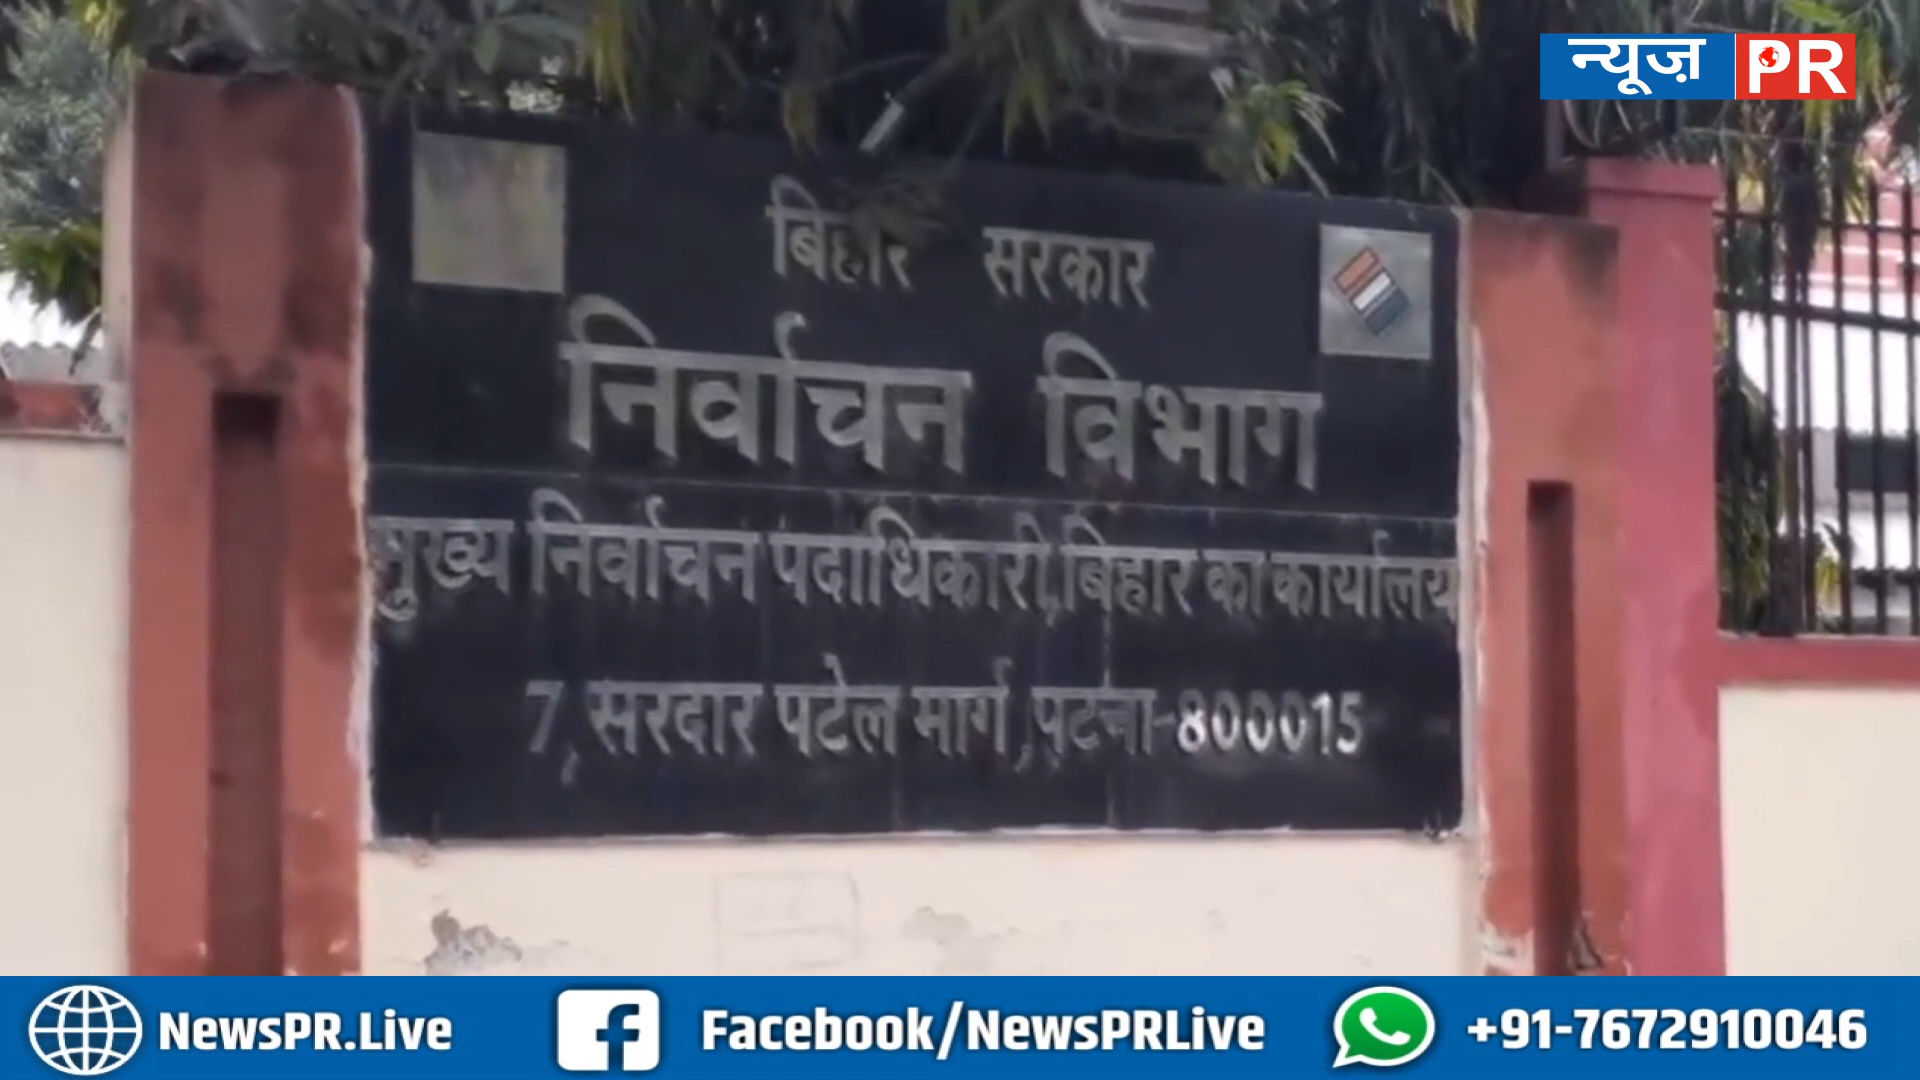 न्यूज़ PR
बिहार सरकार
निर्वाचन विभाग
मुख्य निर्वाचन पदाधिकारी,बिहार का कार्यालय
7, सरदार पटेल मार्ग ,पटना-800015
NewsPR.Live Facebook/NewsPRLive +91-7672910046